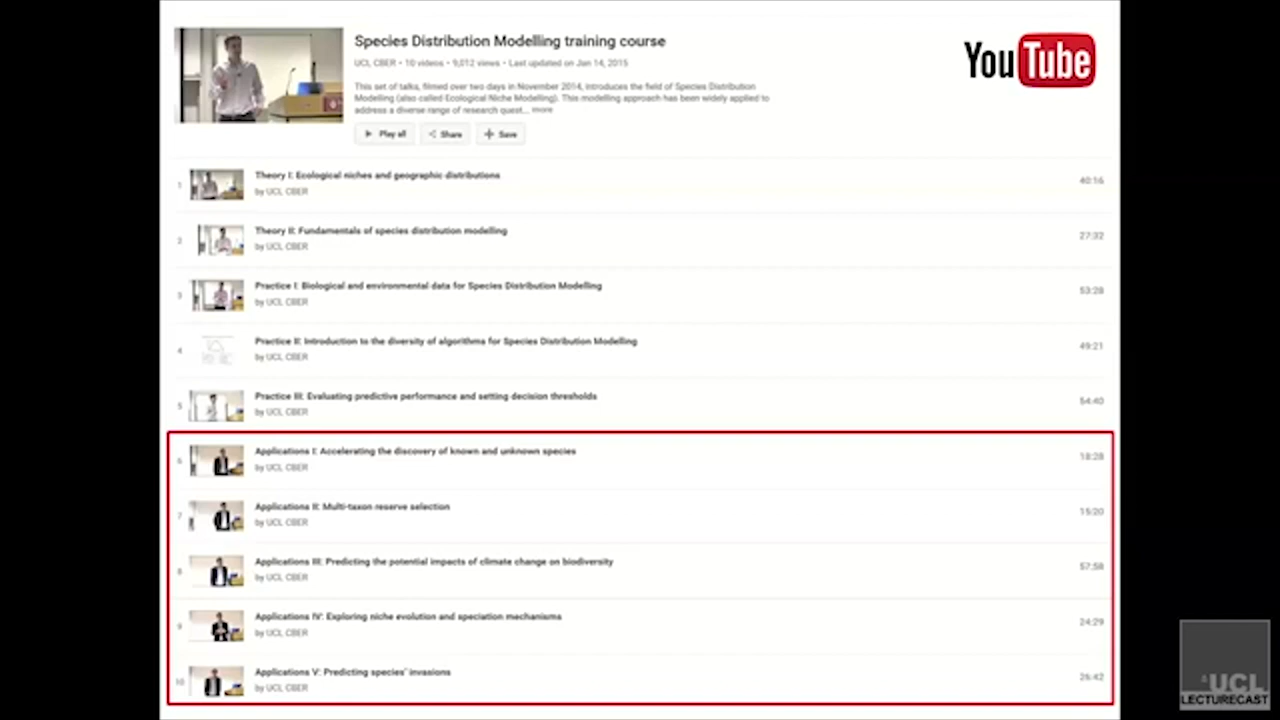 Species Distribution Modelling training course
UCL CBER • 10 videos • 9,012 views • Last updated on Jan 14, 2015
This set of talks, filmed over two days in November 2014, introduces the field of Species Distribution
Modelling (also called Ecological Niche Modelling). This modelling approach has been widely applied to
address a diverse range of research quest... more
Play all Share Save
YouTube
1 Theory I: Ecological niches and geographic distributions 40:16
by UCL CBER
2 Theory II: Fundamentals of species distribution modelling 27:32
by UCL CBER
3 Practice I: Biological and environmental data for Species Distribution Modelling 53:28
by UCL CBER
4 Practice II: Introduction to the diversity of algorithms for Species Distribution Modelling 49:21
by UCL CBER
5 Practice III: Evaluating predictive performance and setting decision thresholds 54:40
by UCL CBER
6 Applications I: Accelerating the discovery of known and unknown species 18:28
by UCL CBER
7 Applications II: Multi-taxon reserve selection 15:20
by UCL CBER
8 Applications III: Predicting the potential impacts of climate change on biodiversity 57:58
by UCL CBER
9 Applications IV: Exploring niche evolution and speciation mechanisms 24:29
by UCL CBER
10 Applications V: Predicting species' invasions 26:42
by UCL CBER
UCL
LECTURECAST